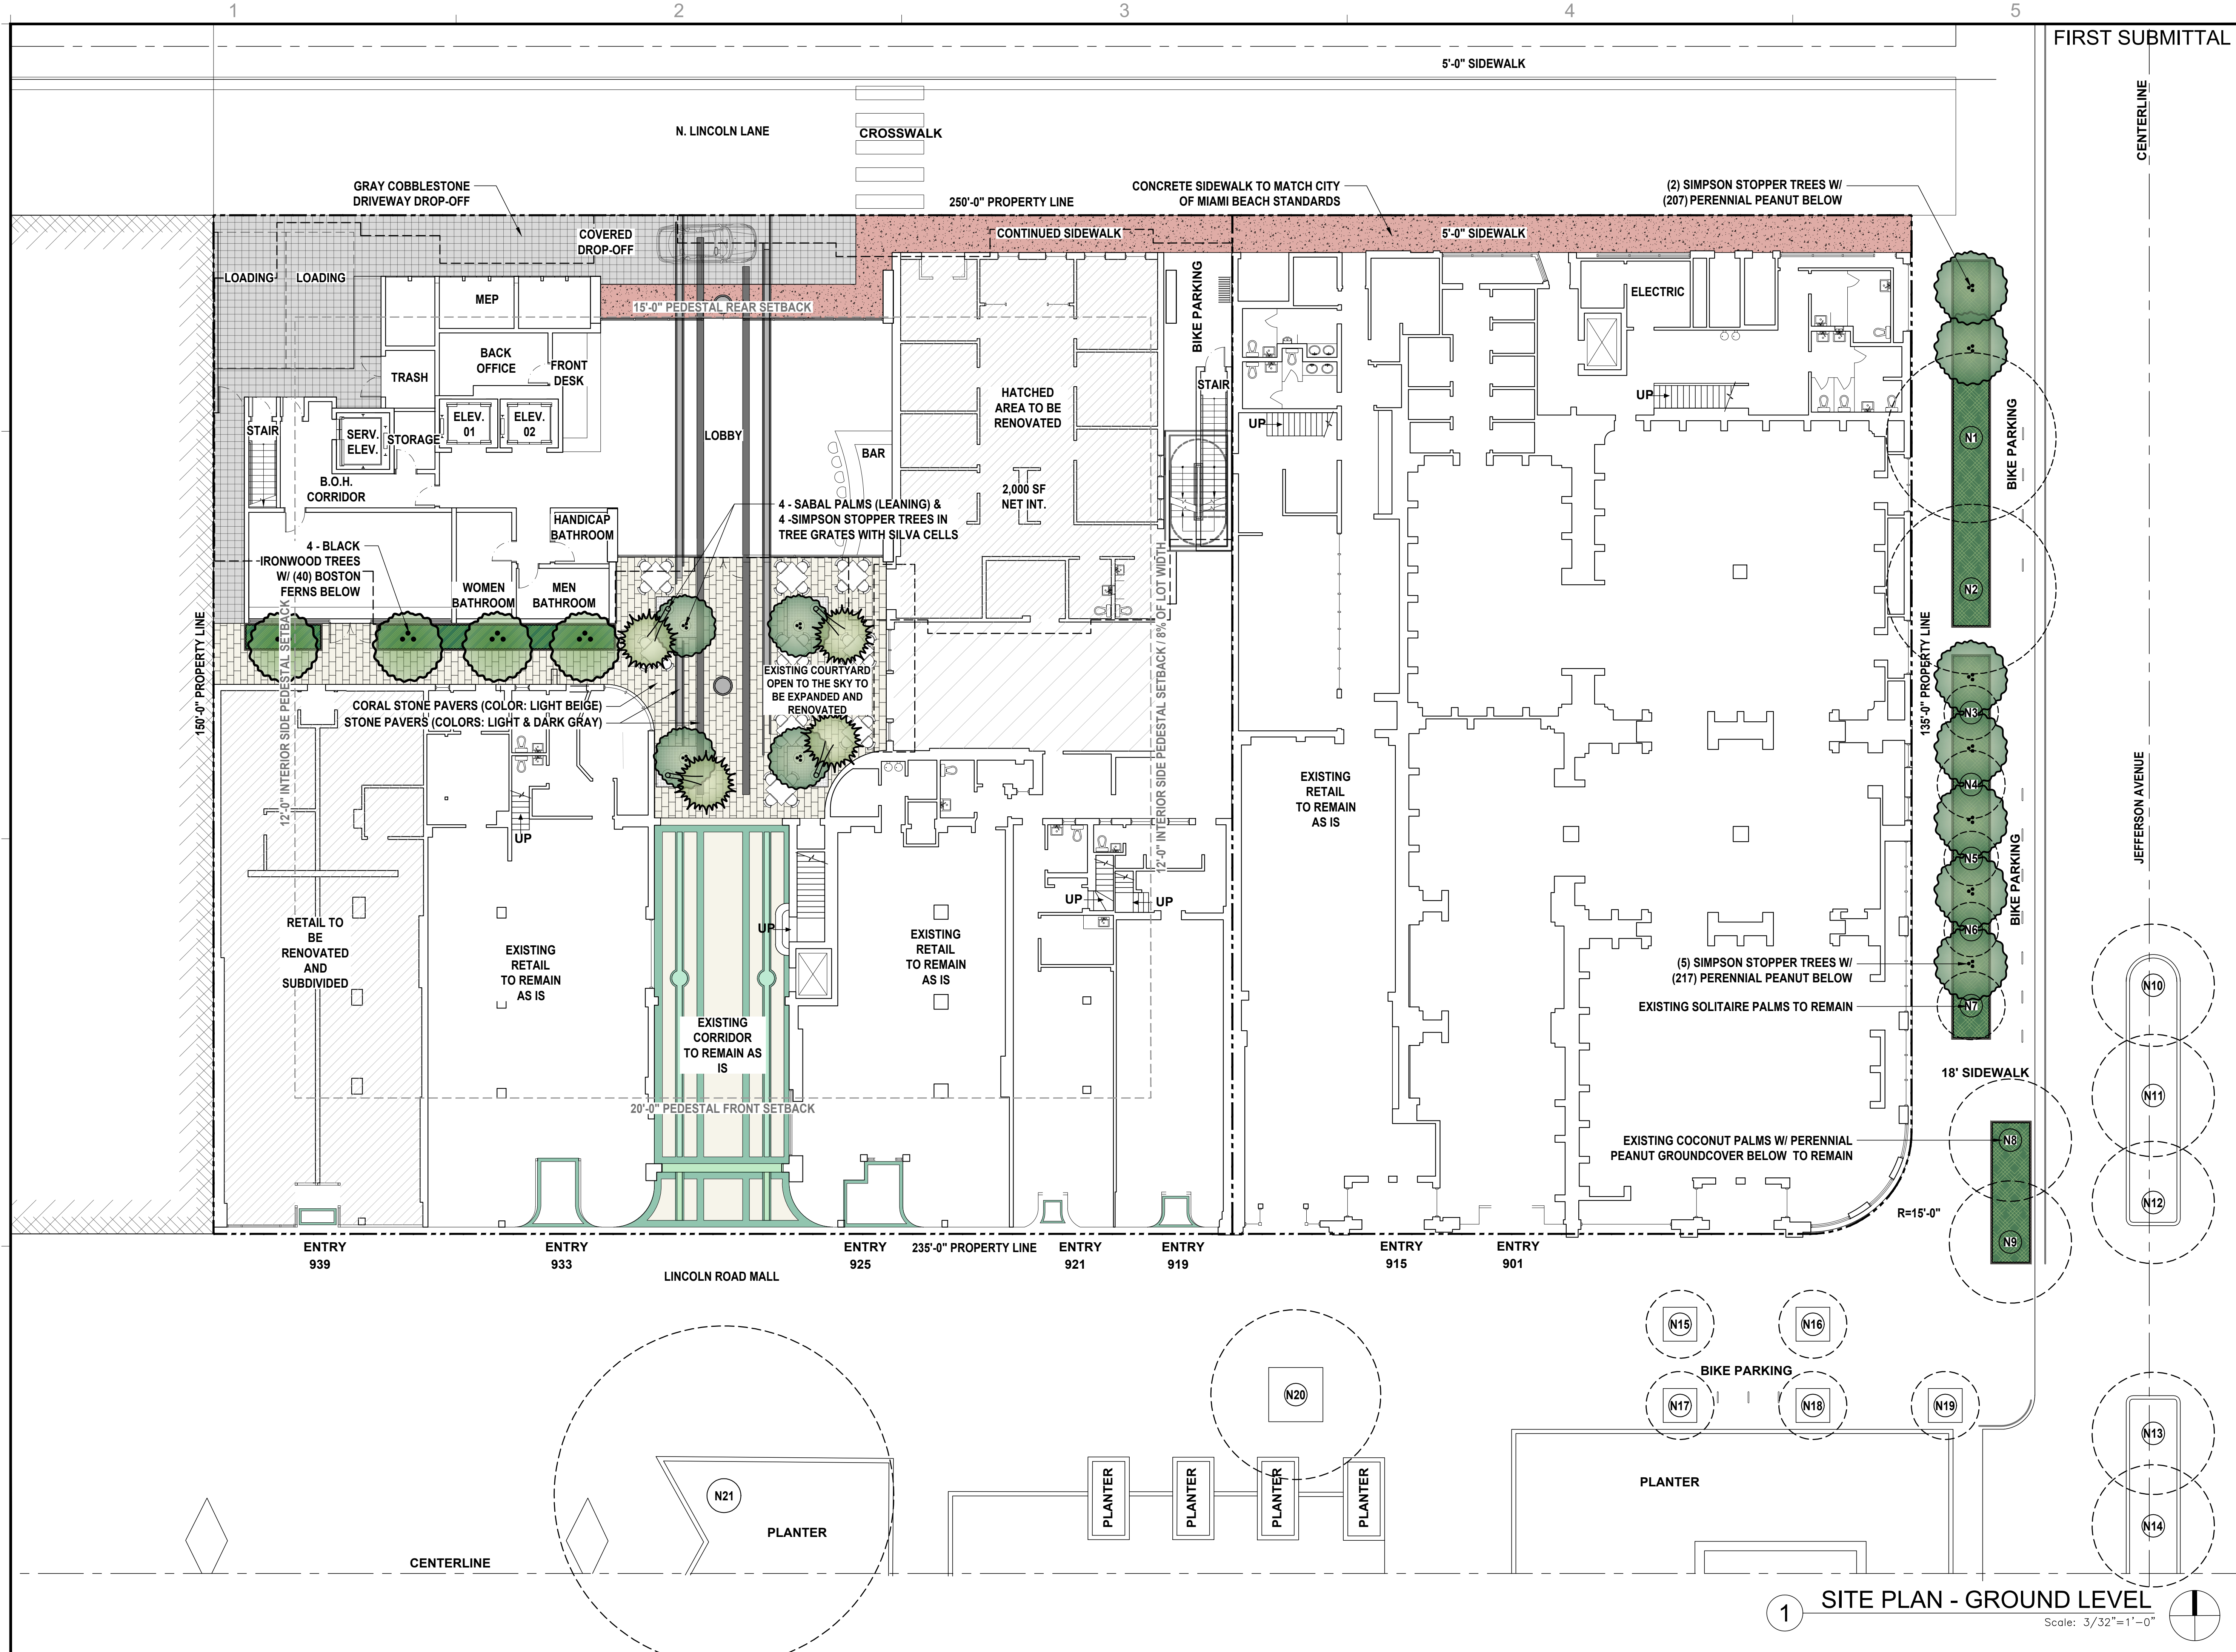 1
2
3
4
5
FIRST SUBMITTAL
5'-0" SIDEWALK
CENTERLINE
N. LINCOLN LANE
CROSSWALK
GRAY COBBLESTONE
DRIVEWAY DROP-OFF
250'-0" PROPERTY LINE
CONCRETE SIDEWALK TO MATCH CITY
OF MIAMI BEACH STANDARDS
(2) SIMPSON STOPPER TREES W/
(207) PERENNIAL PEANUT BELOW
COVERED
DROP-OFF
CONTINUED SIDEWALK
5'-0" SIDEWALK
LOADING
LOADING
MEP
15'-0" PEDESTAL REAR SETBACK
BIKE PARKING
ELECTRIC
BACK
OFFICE
FRONT
DESK
TRASH
STAIR
HATCHED
AREA TO BE
RENOVATED
UP
STAIR
SERV.
ELEV.
STORAGE
ELEV.
01
ELEV.
02
LOBBY
BAR
UP
N1
BIKE PARKING
B.O.H.
CORRIDOR
2,000 SF
NET INT.
4 - SABAL PALMS (LEANING) &
4 -SIMPSON STOPPER TREES IN
TREE GRATES WITH SILVA CELLS
HANDICAP
BATHROOM
4 - BLACK
IRONWOOD TREES
W/ (40) BOSTON
FERNS BELOW
WOMEN
BATHROOM
MEN
BATHROOM
N2
150'-0" PROPERTY LINE
12'-0" INTERIOR SIDE PEDESTAL SETBACK
12'-0" INTERIOR SIDE PEDESTAL SETBACK / 8% OF LOT WIDTH
135'-0" PROPERTY LINE
EXISTING COURTYARD
OPEN TO THE SKY TO
BE EXPANDED AND
RENOVATED
CORAL STONE PAVERS (COLOR: LIGHT BEIGE)
STONE PAVERS (COLORS: LIGHT & DARK GRAY)
N3
N4
EXISTING
RETAIL
TO REMAIN
AS IS
JEFFERSON AVENUE
UP
N5
BIKE PARKING
UP
UP
UP
N6
RETAIL TO
BE
RENOVATED
AND
SUBDIVIDED
EXISTING
RETAIL
TO REMAIN
AS IS
EXISTING
RETAIL
TO REMAIN
AS IS
(5) SIMPSON STOPPER TREES W/
(217) PERENNIAL PEANUT BELOW
EXISTING SOLITAIRE PALMS TO REMAIN
N7
N10
EXISTING
CORRIDOR
TO REMAIN AS
IS
18' SIDEWALK
N11
20'-0" PEDESTAL FRONT SETBACK
EXISTING COCONUT PALMS W/ PERENNIAL
PEANUT GROUNDCOVER BELOW  TO REMAIN
N8
N12
R=15'-0"
N9
ENTRY
939
ENTRY
933
ENTRY
925
235'-0" PROPERTY LINE
ENTRY
921
ENTRY
919
ENTRY
915
ENTRY
901
LINCOLN ROAD MALL
N15
N16
BIKE PARKING
N20
N17
N18
N19
N13
N21
PLANTER
PLANTER
PLANTER
PLANTER
PLANTER
PLANTER
N14
CENTERLINE
1
SITE PLAN - GROUND LEVEL
Scale: 3/32"=1'-0"